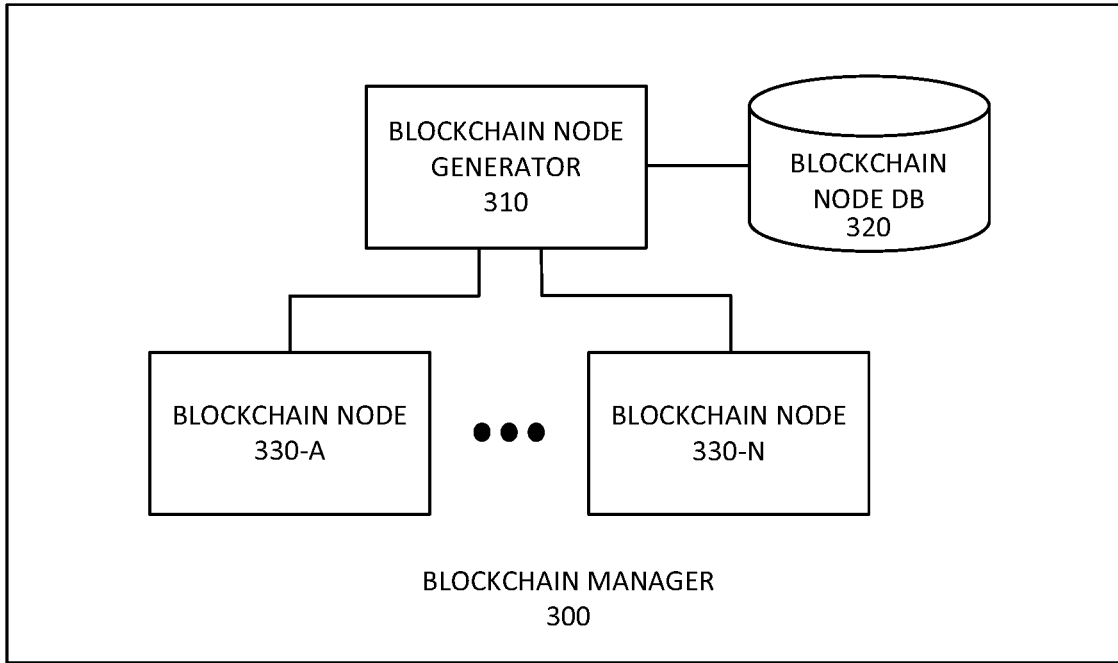 BLOCKCHAIN NODE
GENERATOR
310
BLOCKCHAIN
NODE DB
320
BLOCKCHAIN NODE
330-A
BLOCKCHAIN NODE
330-N
BLOCKCHAIN MANAGER
300